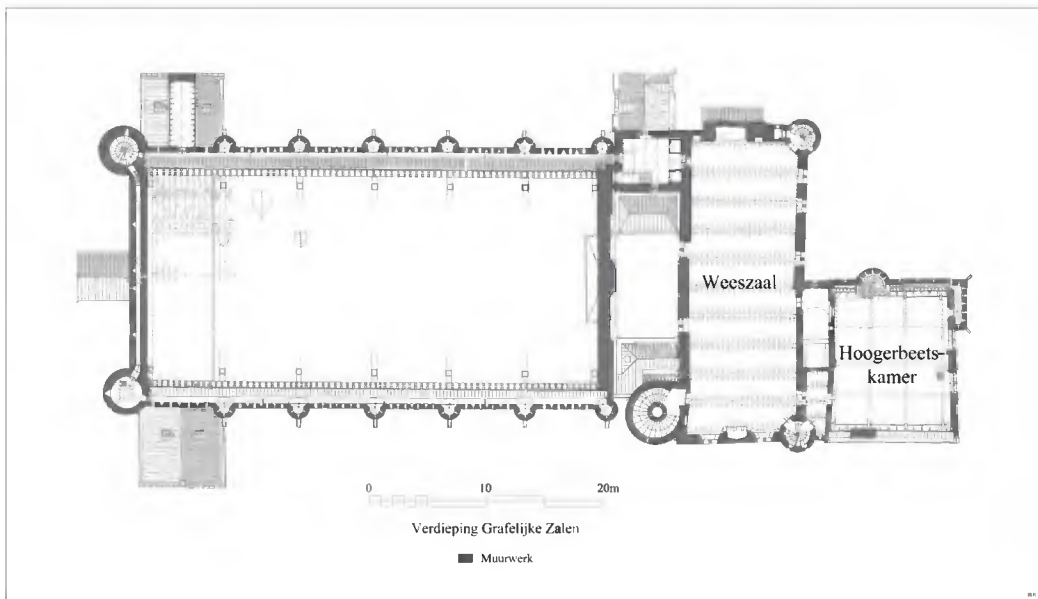 Weeszaal
Hoogerbeets-
kamer
0 10 20m
Verdieping Grafelijke Zalen
Muurwerk